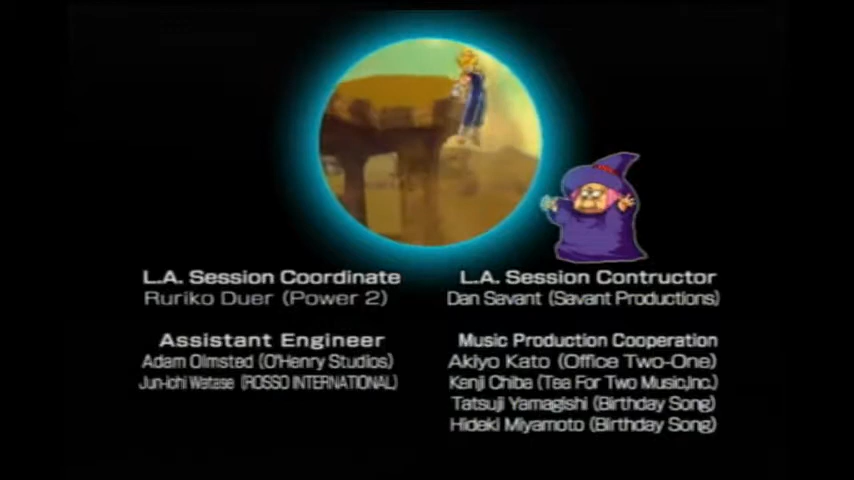 L.A. Session Coordinate
Ruriko Duer (Power 2)
Assistant Engineer
Adam Olmsted (O'Henry Studios)
Jun-ichi Watase (ROSSO INTERNATIONAL)
L.A. Session Contructor
Dan Savant (Savant Productions)
Music Production Cooperation
Akiyo Kato (Office Two-One)
Kenji Chiba (Tea For Two Music,Inc.)
Tatsuji Yamagishi (Birthday Song)
Hideki Miyamoto (Birthday Song)